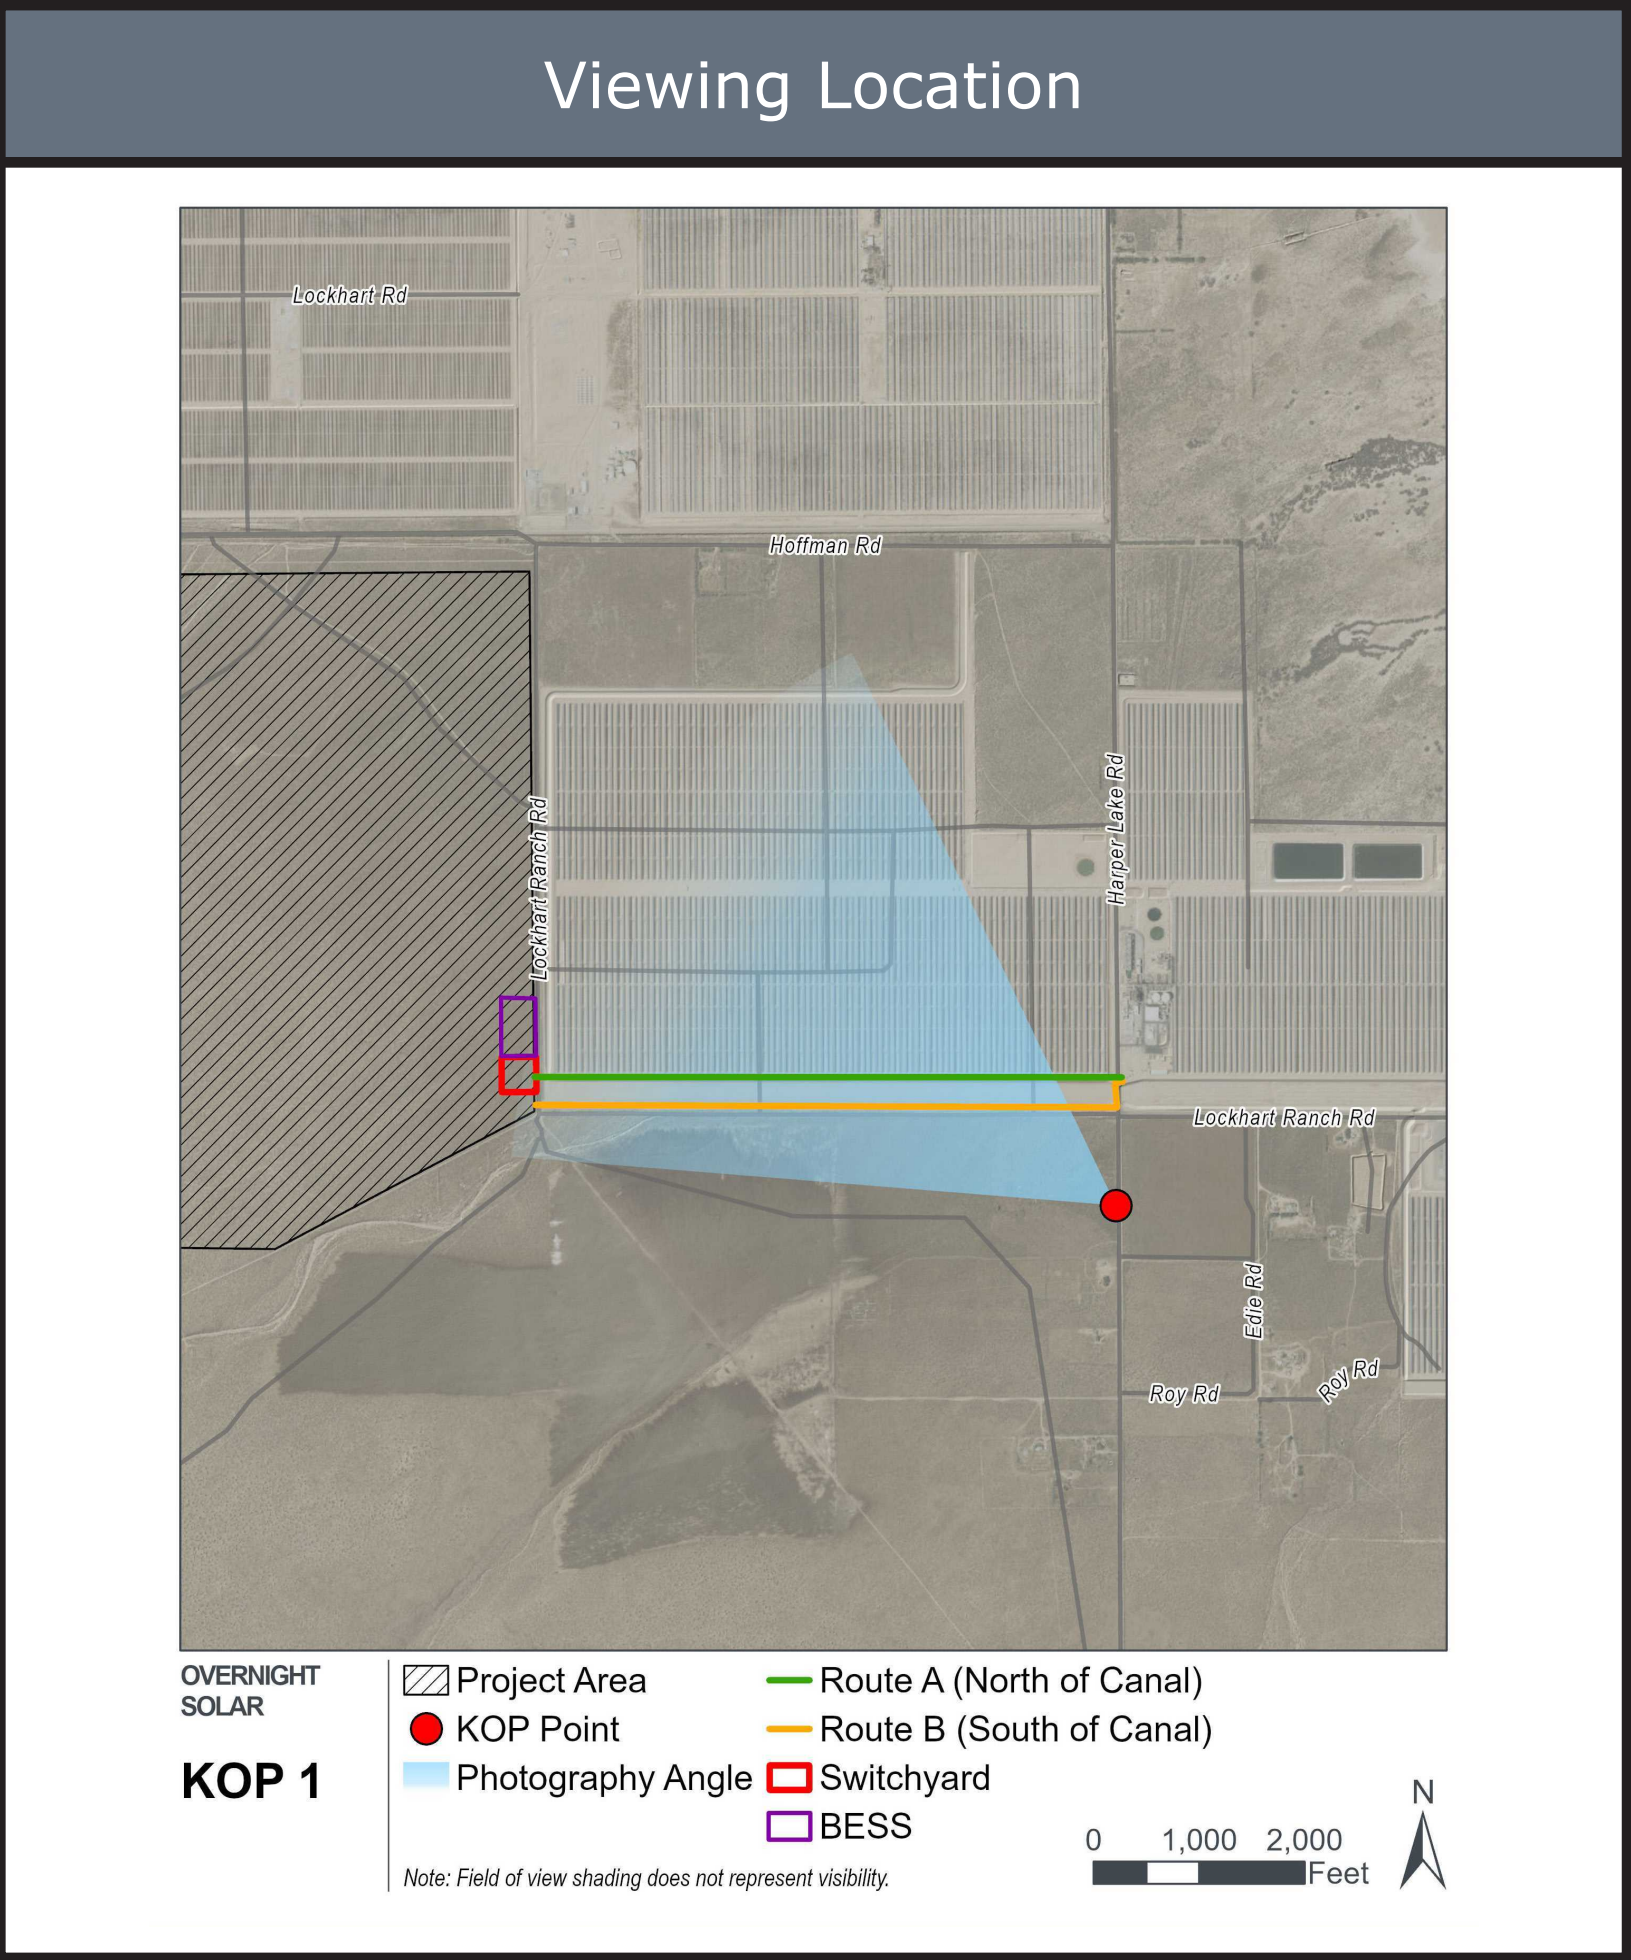 Viewing Location
Lockhart Rd
Hoffman Rd
Lockhart Ranch Rd
Harper Lake Rd
Lockhart Ranch Rd
Edie Rd
Roy Rd
Roy Rd
OVERNIGHT
SOLAR
KOP 1
Project Area
KOP Point
Photography Angle
Route A (North of Canal)
Route B (South of Canal)
Switchyard
BESS
Note: Field of view shading does not represent visibility.
0 1,000 2,000
Feet
N